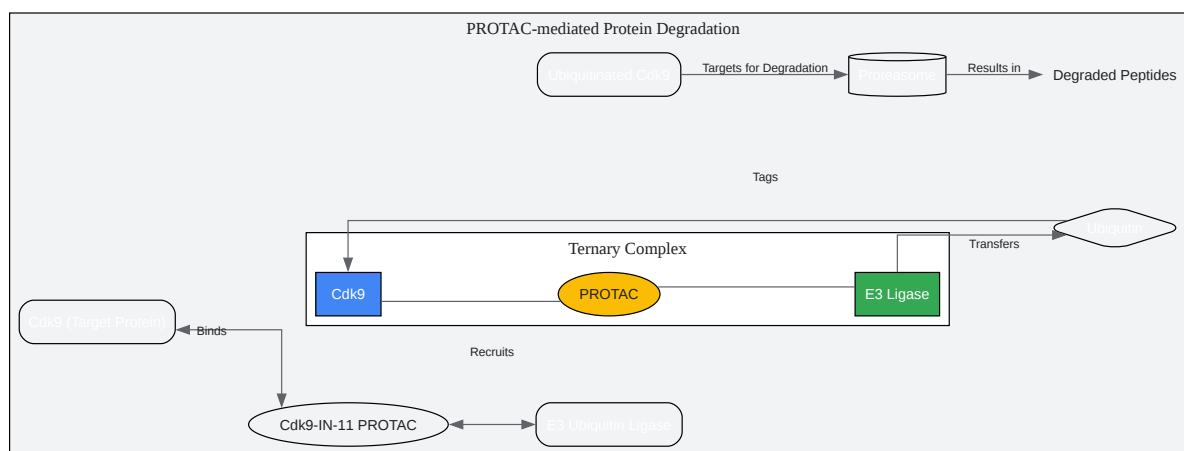 PROTAC-mediated Protein Degradation
Ubiquitinated Cdk9
Targets for Degradation
Proteasome
Results in
Degraded Peptides
Tags
Ubiquitin
Transfers
Ternary Complex
Cdk9
PROTAC
E3 Ligase
Cdk9 (Target Protein)
Binds
Recruits
Cdk9-IN-11 PROTAC
E3 Ubiquitin Ligase